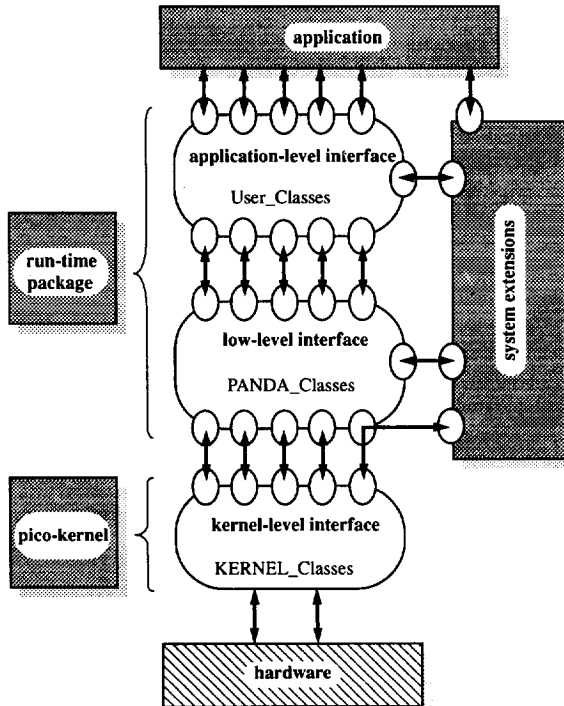 application
application-level interface
User_Classes
run-time
package
system extensions
low-level interface
PANDA_Classes
pico-kernel
kernel-level interface
KERNEL_Classes
hardware